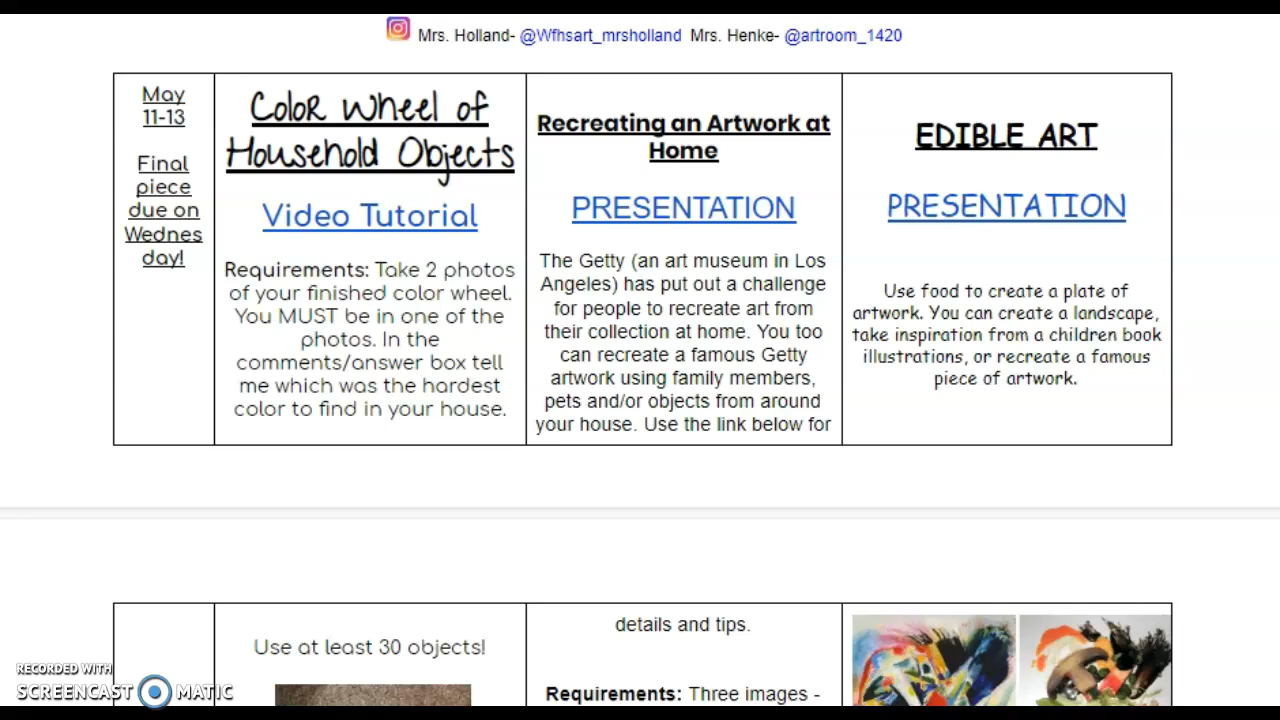 Mrs. Holland- @Wfhsart_mrsholland Mrs. Henke- @artroom_1420
May
11-13
Final
piece
due on
Wednes
day!
Color Wheel of
Household Objects
Video Tutorial
Requirements: Take 2 photos
of your finished color wheel.
You MUST be in one of the
photos. In the
comments/answer box tell
me which was the hardest
color to find in your house.
Recreating an Artwork at
Home
PRESENTATION
The Getty (an art museum in Los
Angeles) has put out a challenge
for people to recreate art from
their collection at home. You too
can recreate a famous Getty
artwork using family members,
pets and/or objects from around
your house. Use the link below for
EDIBLE ART
PRESENTATION
Use food to create a plate of
artwork. You can create a landscape,
take inspiration from a children book
illustrations, or recreate a famous
piece of artwork.
Use at least 30 objects!
details and tips.
Requirements: Three images -
RECORDED WITH
SCREENCAST MATIC